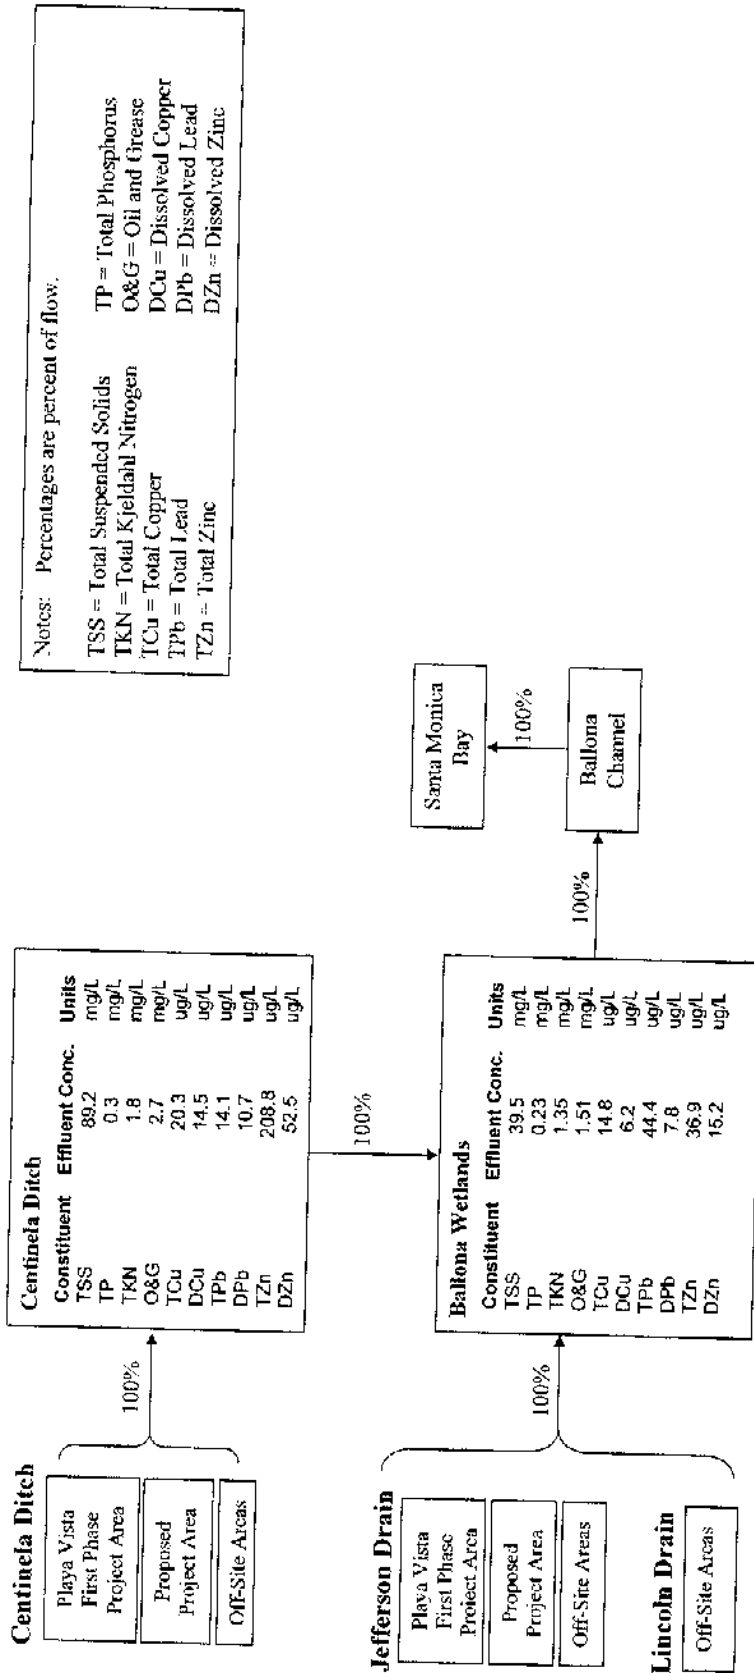 Centinela Ditch
Playa Vista
First Phase
Project Area
Proposed
Project Area
Off-Site Areas
100%
Centinela Ditch
Constituent Effluent Conc. Units
TSS 89.2 mg/L
TP 0.3 mg/L
TKN 1.8 mg/L
O&G 2.7 mg/L
TCu 20.3 ug/L
DCu 14.5 ug/L
TPb 14.1 ug/L
DPb 10.7 ug/L
TZn 208.8 ug/L
DZn 52.5 ug/L
100%
Jefferson Drain
Playa Vista
First Phase
Project Area
Proposed
Project Area
Off-Site Areas
Lincoln Drain
Off-Site Areas
100%
Ballona Wetlands
Constituent Effluent Conc. Units
TSS 39.5 mg/L
TP 0.23 mg/L
TKN 1.35 mg/L
O&G 1.51 mg/L
TCu 14.8 ug/L
DCu 6.2 ug/L
TPb 44.4 ug/L
DPb 7.8 ug/L
TZn 36.9 ug/L
DZn 15.2 ug/L
100%
Ballona
Channel
100%
Santa Monica
Bay
Notes: Percentages are percent of flow.
TSS = Total Suspended Solids TP = Total Phosphorus
TKN = Total Kjeldahl Nitrogen O&G = Oil and Grease
TCu = Total Copper DCu = Dissolved Copper
TPb = Total Lead DPb = Dissolved Lead
TZn = Total Zinc DZn = Dissolved Zinc